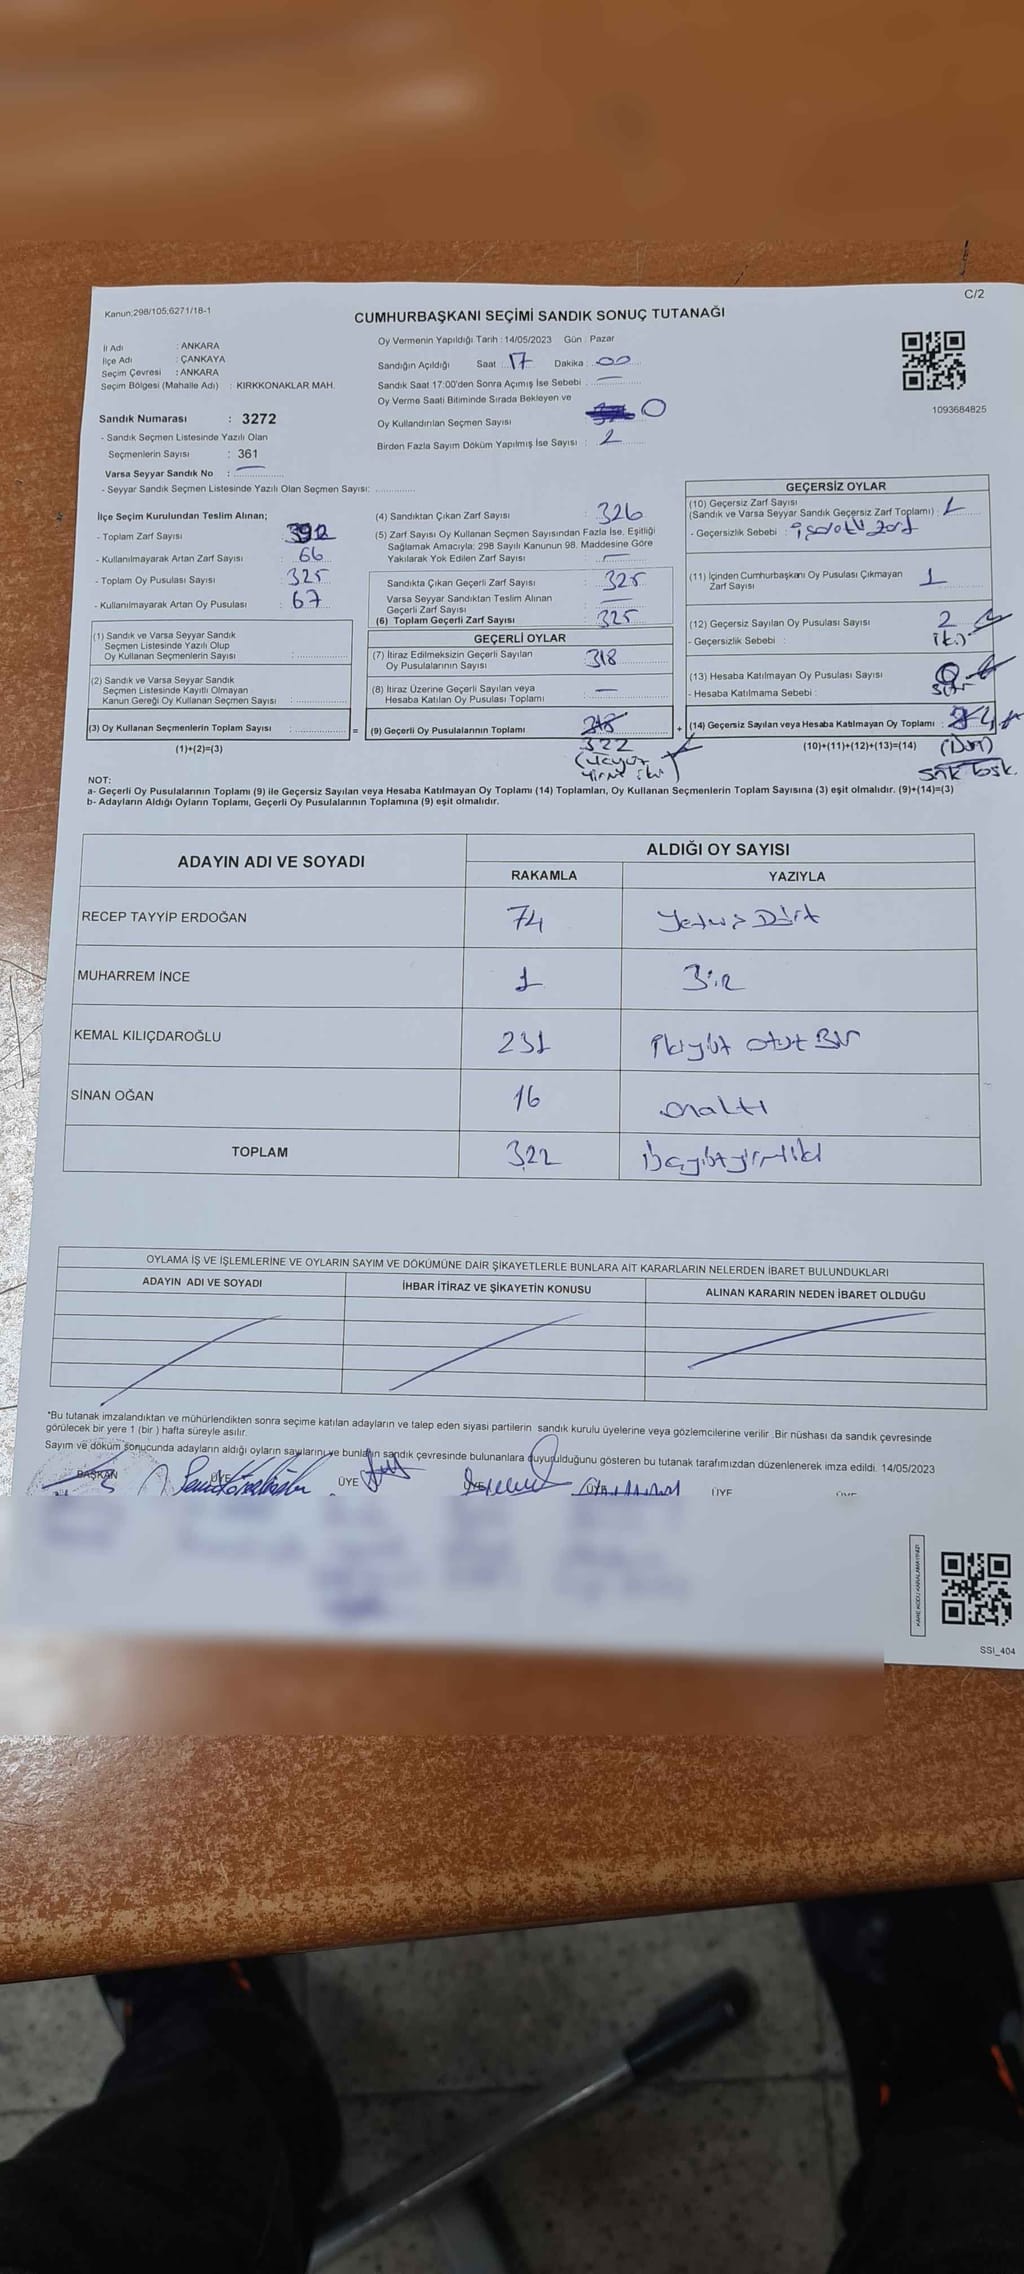 C/2
Kanun:298/105;6271/18-1
CUMHURBAŞKANI SEÇİMİ SANDIK SONUÇ TUTANAĞI
İl Adı : ANKARA
İlçe Adı : ÇANKAYA
Seçim Çevresi : ANKARA
Seçim Bölgesi (Mahalle Adı) : KIRKKONAKLAR MAH.
Sandık Numarası : 3272
- Sandık Seçmen Listesinde Yazılı Olan
Seçmenlerin Sayısı : 361
Varsa Seyyar Sandık No : —
- Seyyar Sandık Seçmen Listesinde Yazılı Olan Seçmen Sayısı:
Oy Vermenin Yapıldığı Tarih : 14/05/2023 Gün : Pazar
Sandığın Açıldığı Saat : 17 Dakika : 00
Sandık Saat 17:00'den Sonra Açımış İse Sebebi : —
Oy Verme Saati Bitiminde Sırada Bekleyen ve
Oy Kullandırılan Seçmen Sayısı 0
Birden Fazla Sayım Döküm Yapılmış İse Sayısı : 2
1093684825
İlçe Seçim Kurulundan Teslim Alınan;
- Toplam Zarf Sayısı :
- Kullanılmayarak Artan Zarf Sayısı : 66
- Toplam Oy Pusulası Sayısı : 325
- Kullanılmayarak Artan Oy Pusulası : 67
(1) Sandık ve Varsa Seyyar Sandık
Seçmen Listesinde Yazılı Olup
Oy Kullanan Seçmenlerin Sayısı :
(2) Sandık ve Varsa Seyyar Sandık
Seçmen Listesinde Kayıtlı Olmayan
Kanun Gereği Oy Kullanan Seçmen Sayısı :
(3) Oy Kullanan Seçmenlerin Toplam Sayısı : =
(1)+(2)=(3)
(4) Sandıktan Çıkan Zarf Sayısı : 326
(5) Zarf Sayısı Oy Kullanan Seçmen Sayısından Fazla İse, Eşitliği
Sağlamak Amacıyla; 298 Sayılı Kanunun 98. Maddesine Göre
Yakılarak Yok Edilen Zarf Sayısı : —
Sandıkta Çıkan Geçerli Zarf Sayısı : 325
Varsa Seyyar Sandıktan Teslim Alınan
Geçerli Zarf Sayısı : —
(6) Toplam Geçerli Zarf Sayısı : 325
GEÇERLİ OYLAR
(7) İtiraz Edilmeksizin Geçerli Sayılan
Oy Pusulalarının Sayısı : 318
(8) İtiraz Üzerine Geçerli Sayılan veya
Hesaba Katılan Oy Pusulaları Toplamı : —
(9) Geçerli Oy Pusulalarının Toplamı : 318 +
322
(üçyüz
yirmi iki)
GEÇERSİZ OYLAR
(10) Geçersiz Zarf Sayısı
(Sandık ve Varsa Seyyar Sandık Geçersiz Zarf Toplamı) : 1
- Geçersizlik Sebebi : işaretli zarf
(11) İçinden Cumhurbaşkanı Oy Pusulası Çıkmayan
Zarf Sayısı : 1
(12) Geçersiz Sayılan Oy Pusulası Sayısı : 2
- Geçersizlik Sebebi : (iki)
(13) Hesaba Katılmayan Oy Pusulası Sayısı : 0
- Hesaba Katılmama Sebebi : sıfır
(14) Geçersiz Sayılan veya Hesaba Katılmayan Oy Toplamı : 4
(10)+(11)+(12)+(13)=(14) (Dört)
NOT:
a- Geçerli Oy Pusulalarının Toplamı (9) ile Geçersiz Sayılan veya Hesaba Katılmayan Oy Toplamı (14) Toplamları, Oy Kullanan Seçmenlerin Toplam Sayısına (3) eşit olmalıdır. (9)+(14)=(3)
b- Adayların Aldığı Oyların Toplamı, Geçerli Oy Pusulalarının Toplamına (9) eşit olmalıdır.
ADAYIN ADI VE SOYADI ALDIĞI OY SAYISI
RAKAMLA YAZIYLA
RECEP TAYYİP ERDOĞAN 74 Yetmiş Dört
MUHARREM İNCE 1 Bir
KEMAL KILIÇDAROĞLU 231 İkiyüz otuz Bir
SİNAN OĞAN 16 onaltı
TOPLAM 322 üçyüzyirmiiki
OYLAMA İŞ VE İŞLEMLERİNE VE OYLARIN SAYIM VE DÖKÜMÜNE DAİR ŞİKAYETLERLE BUNLARA AİT KARARLARIN NELERDEN İBARET BULUNDUKLARI
ADAYIN ADI VE SOYADI İHBAR İTİRAZ VE ŞİKAYETİN KONUSU ALINAN KARARIN NEDEN İBARET OLDUĞU
*Bu tutanak imzalandıktan ve mühürlendikten sonra seçime katılan adayların ve talep eden siyasi partilerin sandık kurulu üyelerine veya gözlemcilerine verilir .Bir nüshası da sandık çevresinde
görülecek bir yere 1 (bir ) hafta süreyle asılır.
Sayım ve döküm sonucunda adayların aldığı oyların sayılarını ve bunların sandık çevresinde bulunanlara duyurulduğunu gösteren bu tutanak tarafımızdan düzenlenerek imza edildi. 14/05/2023
BAŞKAN ÜYE ÜYE ÜYE ÜYE ÜYE ÜYE
KARE KODU KARALAMAYINIZ!
SSI_404